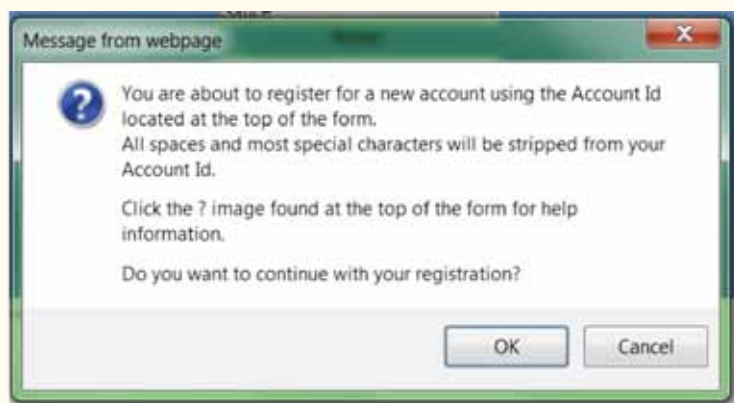 Message from webpage
X
?
You are about to register for a new account using the Account Id
located at the top of the form.
All spaces and most special characters will be stripped from your
Account Id.
Click the ? image found at the top of the form for help
information.
Do you want to continue with your registration?
OK
Cancel